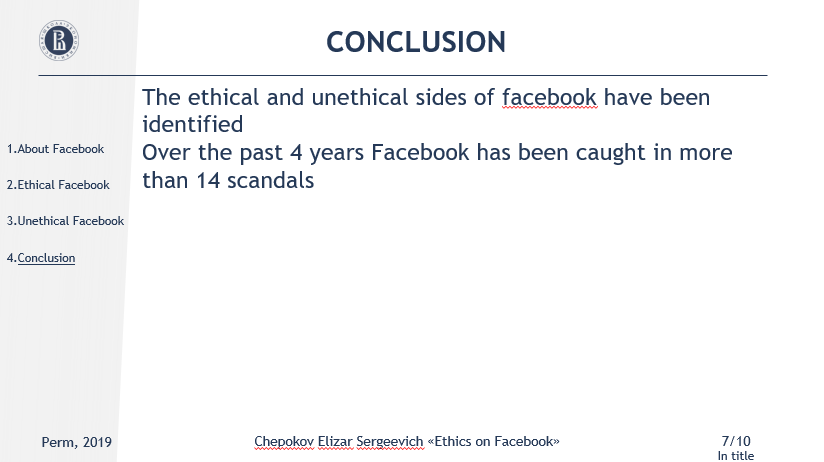 CONCLUSION
The ethical and unethical sides of facebook have been
identified
Over the past 4 years Facebook has been caught in more
than 14 scandals
1.About Facebook
2.Ethical Facebook
3.Unethical Facebook
4.Conclusion
Perm, 2019
Chepokov Elizar Sergeevich «Ethics on Facebook»
7/10
In title